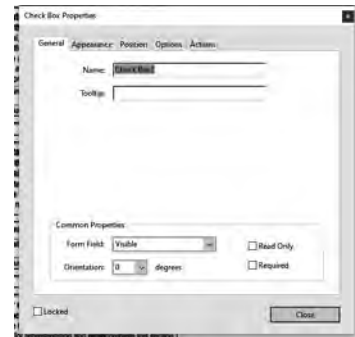 Check Box Properties
General Appearance Position Options Actions
Name: Check Box2
Tooltip:
Common Properties
Form Field: Visible
Read Only
Orientation: 0 degrees
Required
Locked
Close